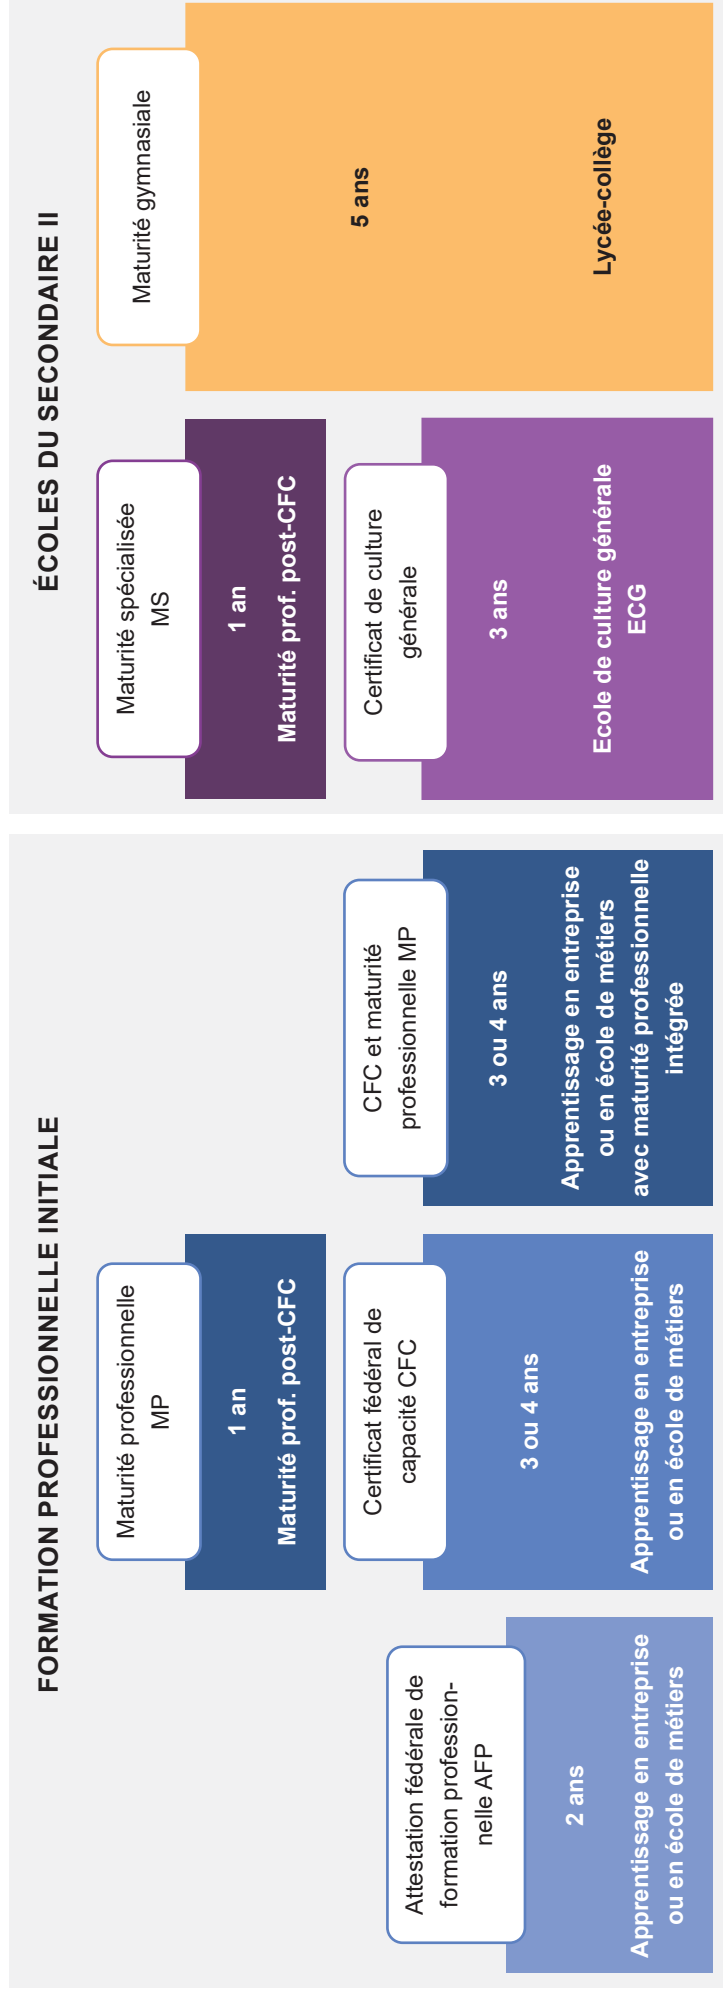 FORMATION PROFESSIONNELLE INITIALE
Attestation fédérale de
formation profession-
nelle AFP
2 ans
Apprentissage en entreprise
ou en école de métiers
Maturité professionnelle
MP
1 an
Maturité prof. post-CFC
Certificat fédéral de
capacité CFC
3 ou 4 ans
Apprentissage en entreprise
ou en école de métiers
CFC et maturité
professionnelle MP
3 ou 4 ans
Apprentissage en entreprise
ou en école de métiers
avec maturité professionnelle
intégrée
ÉCOLES DU SECONDAIRE II
Maturité spécialisée
MS
1 an
Maturité prof. post-CFC
Certificat de culture
générale
3 ans
Ecole de culture générale
ECG
Maturité gymnasiale
5 ans
Lycée-collège